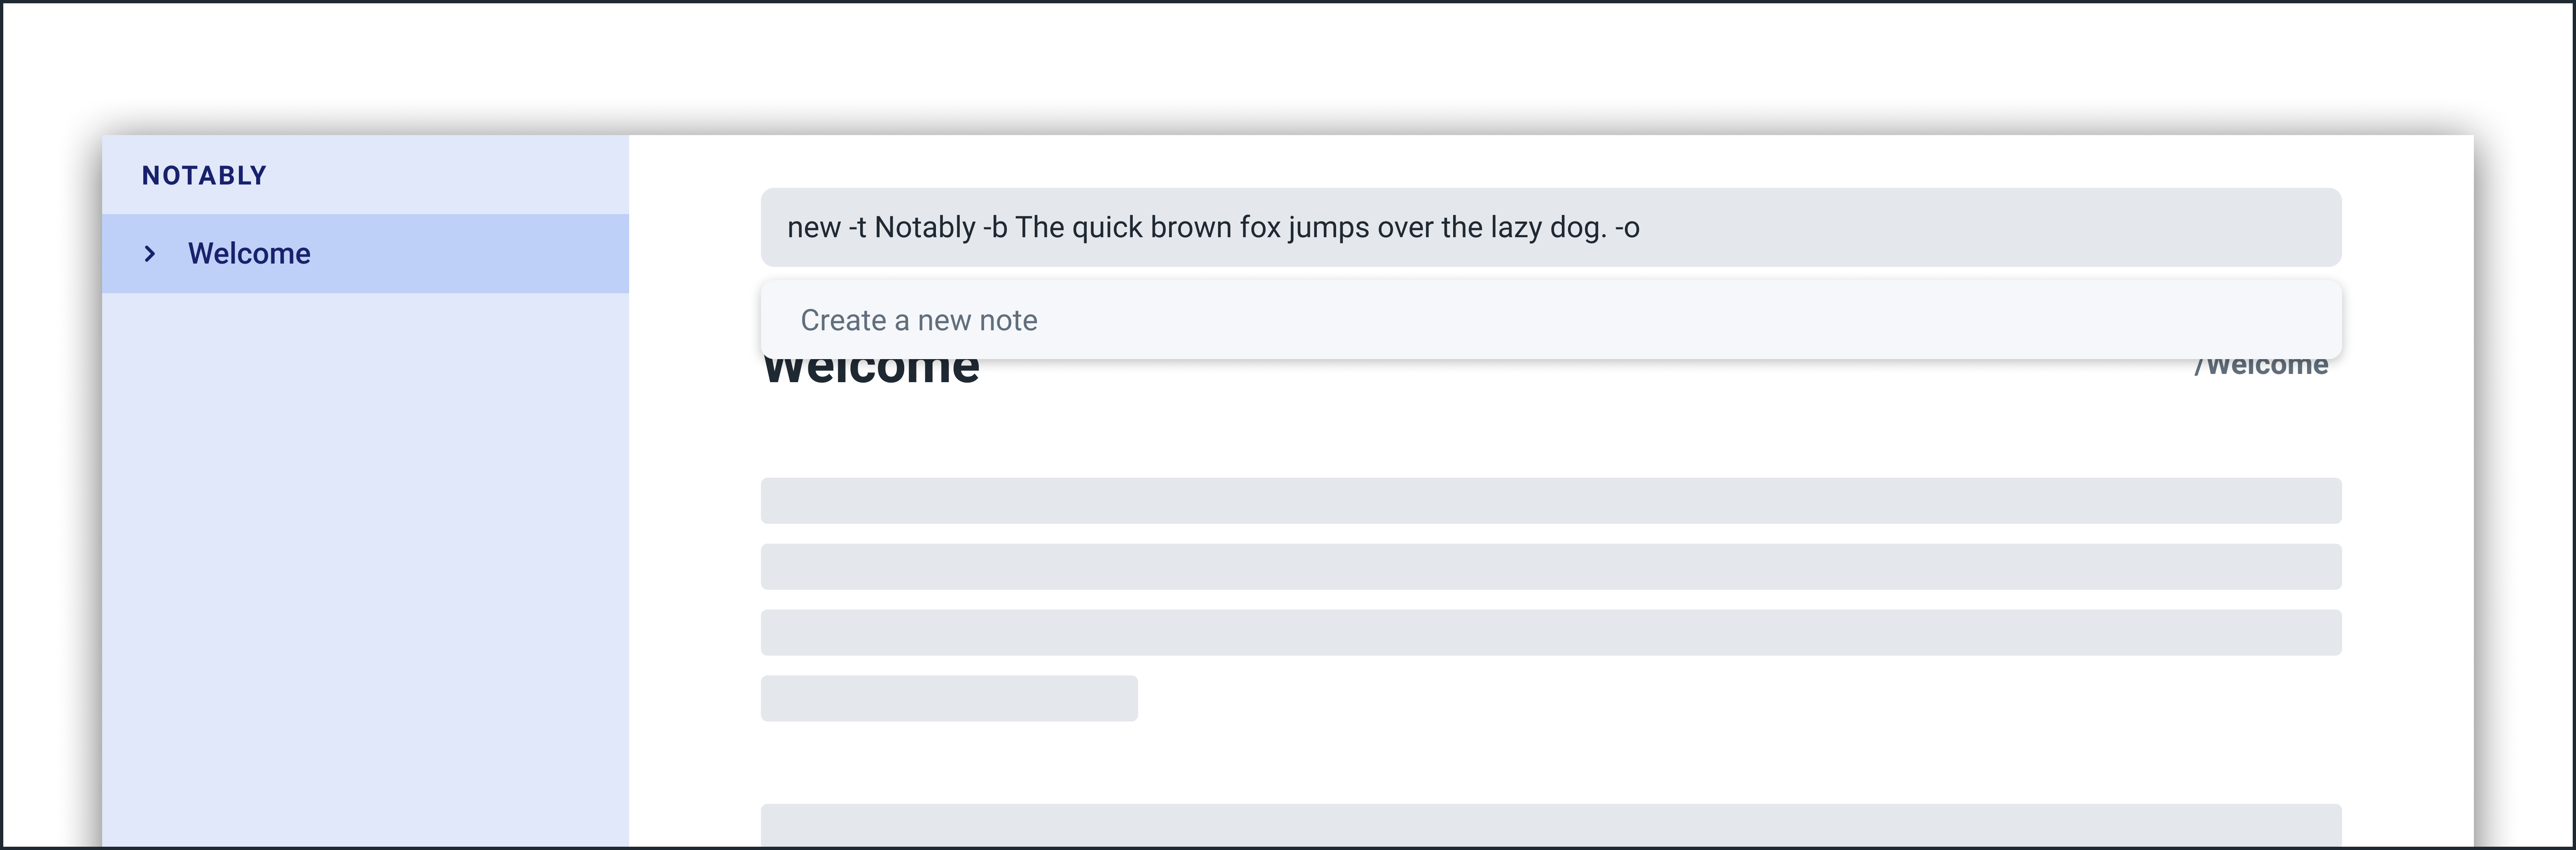 NOTABLY
Welcome
new -t Notably -b The quick brown fox jumps over the lazy dog. -o
Create a new note
Welcome
/Welcome